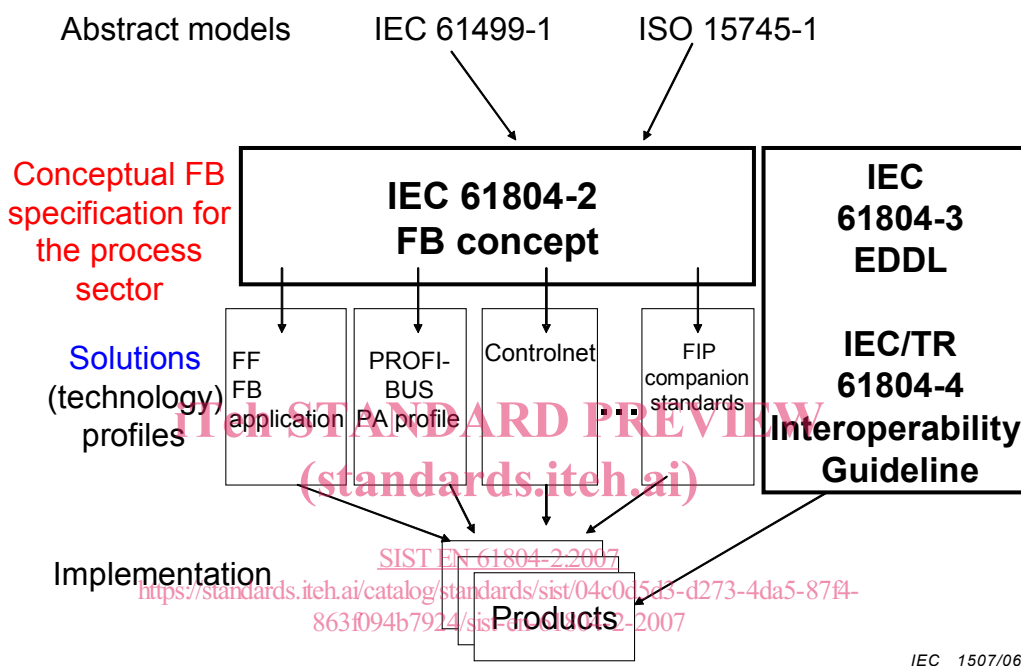 Abstract models
IEC 61499-1
ISO 15745-1
Conceptual FB
specification for
the process
sector
IEC 61804-2
FB concept
IEC
61804-3
EDDL
IEC/TR
61804-4
Interoperability
Guideline
Solutions
(technology)
profiles
FF
FB
application
PROFI-
BUS
PA profile
Controlnet
...
FIP
companion
standards
iTeh STANDARD PREVIEW
(standards.iteh.ai)
Implementation
SIST EN 61804-2:2007
https://standards.iteh.ai/catalog/standards/sist/04c0d5d3-d273-4da5-87f4-
863f094b7924/sist-en-61804-2-2007
Products
IEC 1507/06